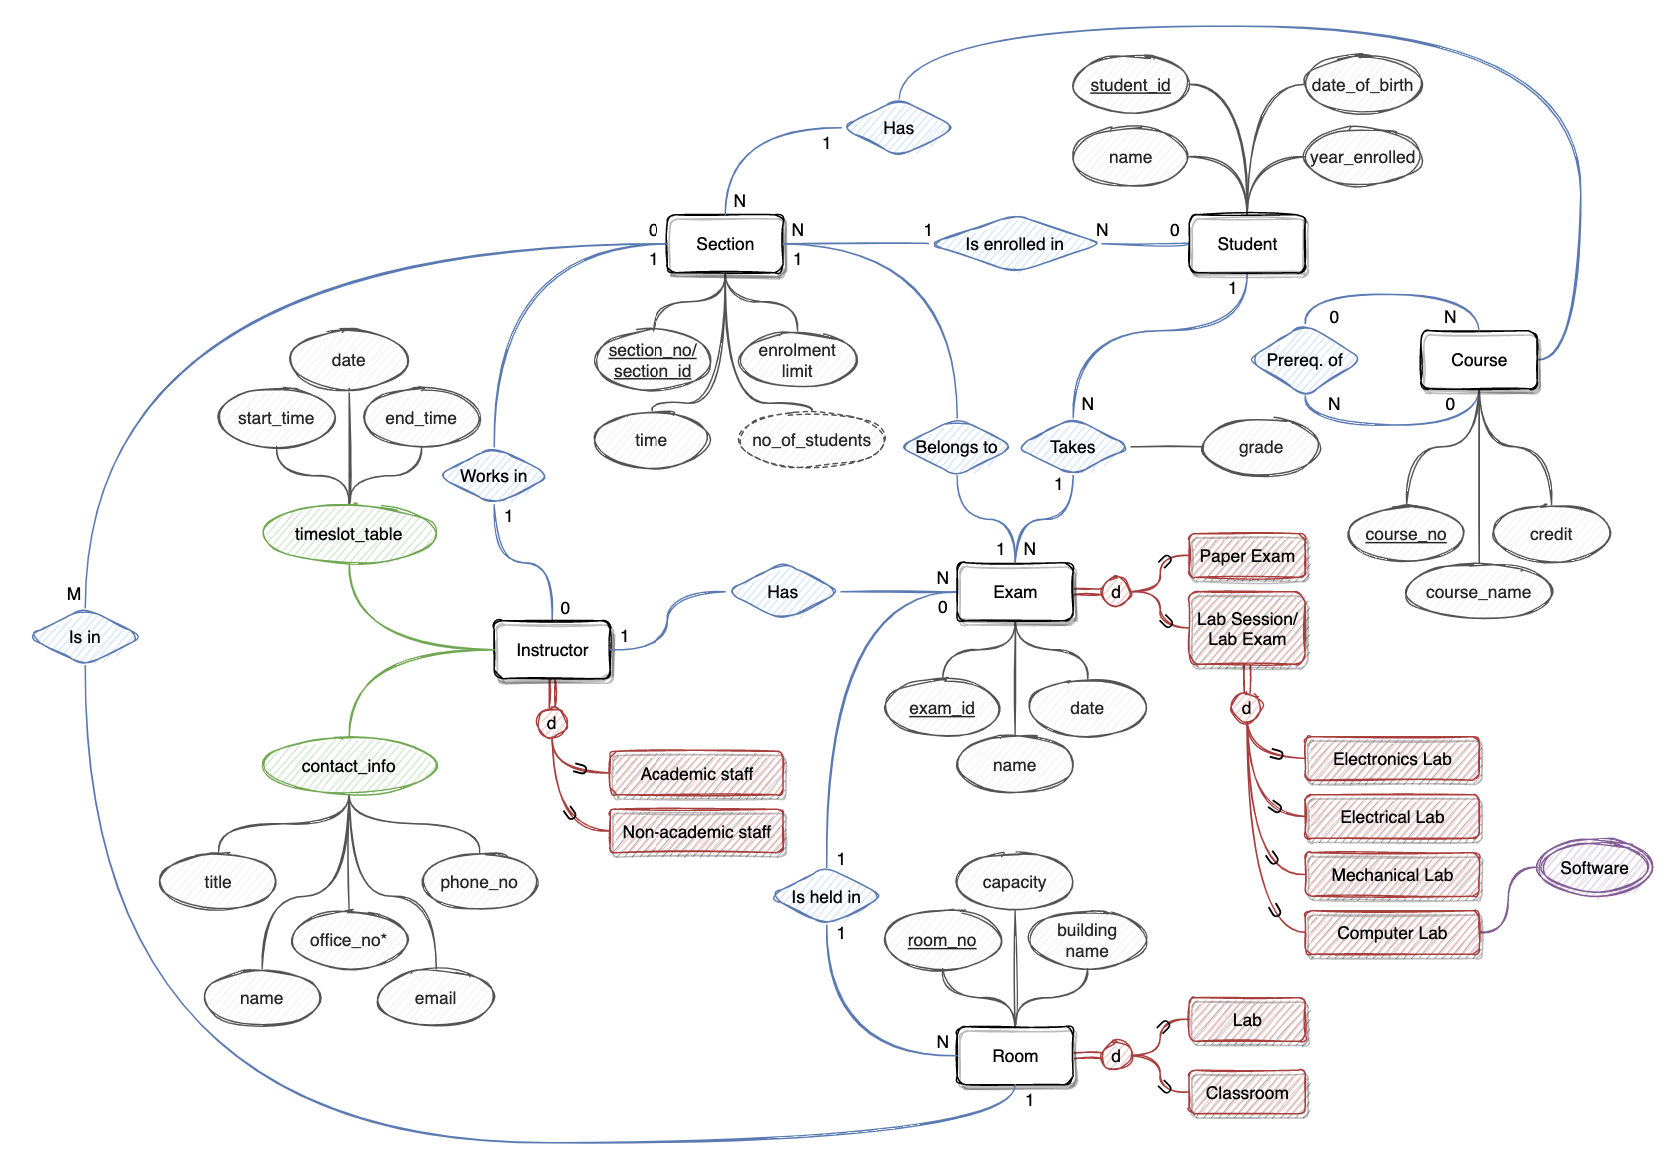 student_id
date_of_birth
Has
1
name
year_enrolled
N
0
Section
N
1
Is enrolled in
N
0
Student
1
1
1
0
N
section_no/
section_id
enrolment
limit
Prereq. of
Course
date
start_time
end_time
time
no_of_students
N
N
0
Belongs to
Takes
grade
Works in
1
1
timeslot_table
course_no
credit
1
N
Paper Exam
d
N
0
Exam
Has
course_name
M
0
Is in
Instructor
1
Lab Session/
Lab Exam
exam_id
date
d
d
name
Electronics Lab
contact_info
Academic staff
Electrical Lab
Non-academic staff
1
Mechanical Lab
Software
title
phone_no
capacity
Is held in
1
office_no*
room_no
building
name
Computer Lab
name
email
Lab
N
Room
d
Classroom
1